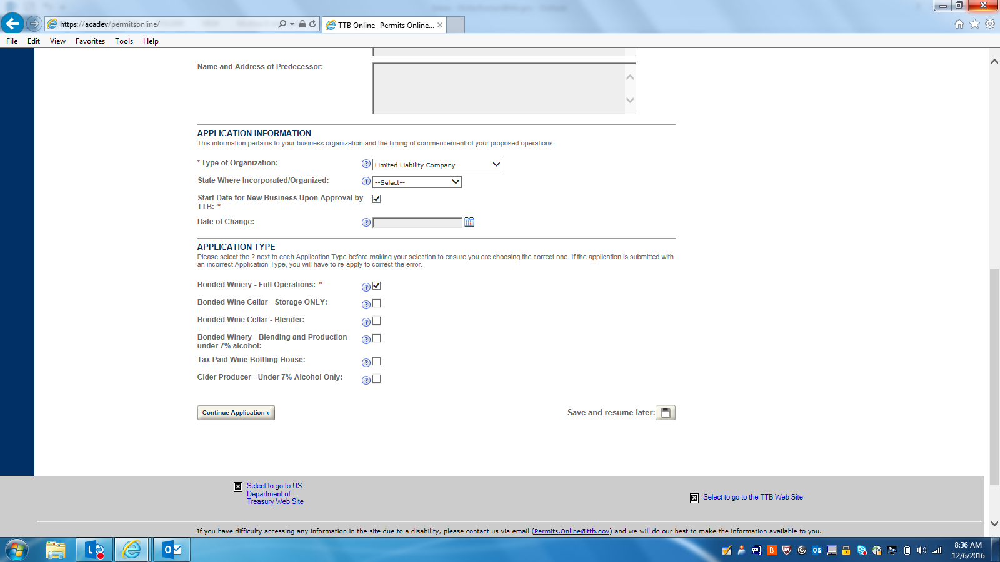 https://acadev/permitsonline/
TTB Online- Permits Online...
File Edit View Favorites Tools Help
Name and Address of Predecessor:
APPLICATION INFORMATION
This information pertains to your business organization and the timing of commencement of your proposed operations.
* Type of Organization: ? Limited Liability Company
State Where Incorporated/Organized: ? --Select--
Start Date for New Business Upon Approval by
TTB: *
Date of Change: ?
APPLICATION TYPE
Please select the ? next to each Application Type before making your selection to ensure you are choosing the correct one. If the application is submitted with
an incorrect Application Type, you will have to re-apply to correct the error.
Bonded Winery - Full Operations: * ?
Bonded Wine Cellar - Storage ONLY: ?
Bonded Wine Cellar - Blender: ?
Bonded Winery - Blending and Production
under 7% alcohol: ?
Tax Paid Wine Bottling House: ?
Cider Producer - Under 7% Alcohol Only: ?
Continue Application »
Save and resume later:
Select to go to US
Department of
Treasury Web Site
Select to go to the TTB Web Site
If you have difficulty accessing any information in the site due to a disability, please contact us via email (Permits.Online@ttb.gov) and we will do our best to make the information available to you.
8:36 AM
12/6/2016